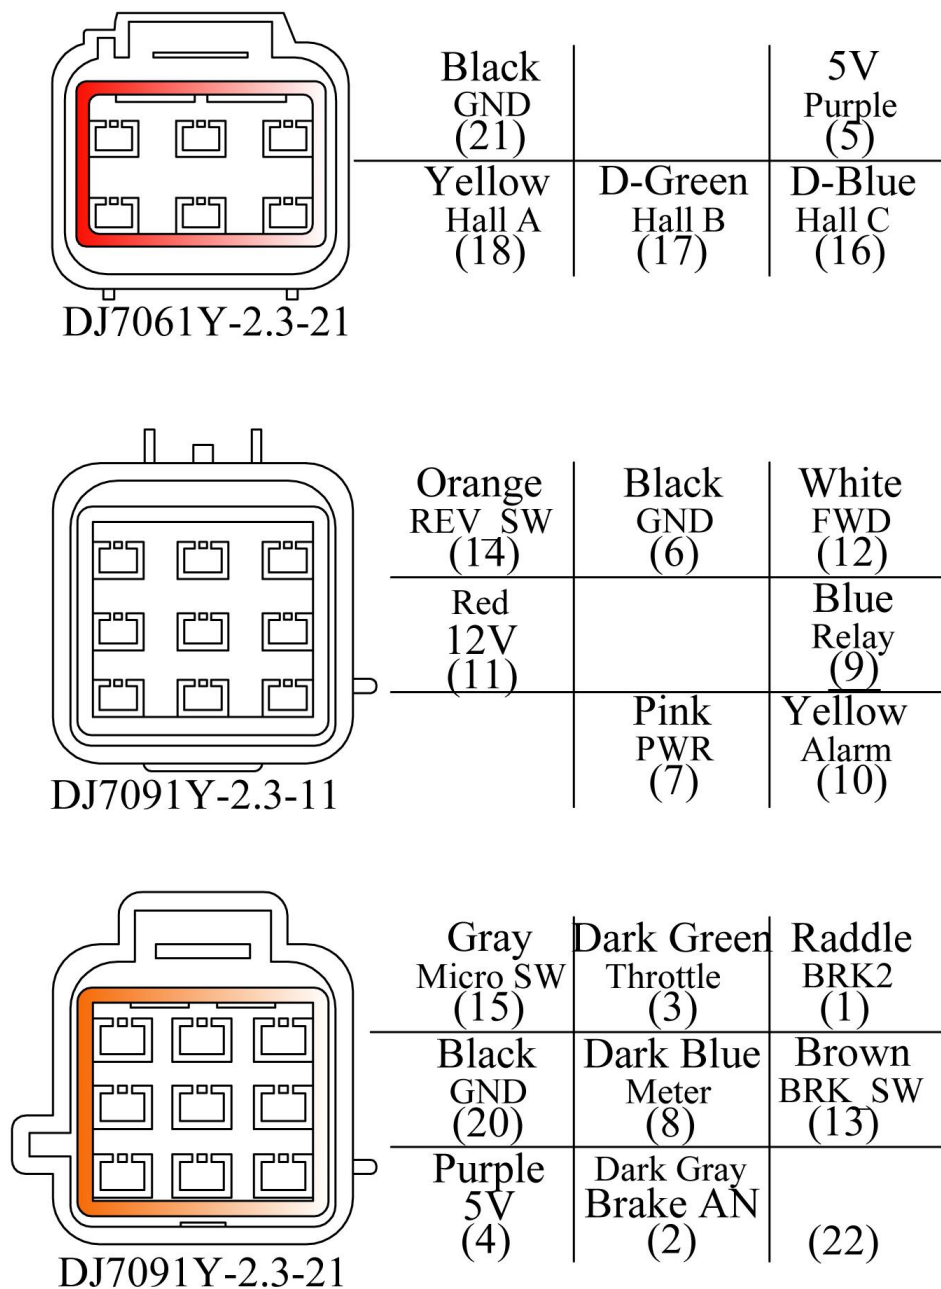 Black 5V
GND Purple
(21) (5)
Yellow D-Green D-Blue
Hall A Hall B Hall C
(18) (17) (16)
DJ7061Y-2.3-21
Orange Black White
REV_SW GND FWD
(14) (6) (12)
Red Blue
12V Relay
(11) (9)
Pink Yellow
PWR Alarm
(7) (10)
DJ7091Y-2.3-11
Gray Dark Green Raddle
Micro SW Throttle BRK2
(15) (3) (1)
Black Dark Blue Brown
GND Meter BRK_SW
(20) (8) (13)
Purple Dark Gray
5V Brake AN
(4) (2) (22)
DJ7091Y-2.3-21